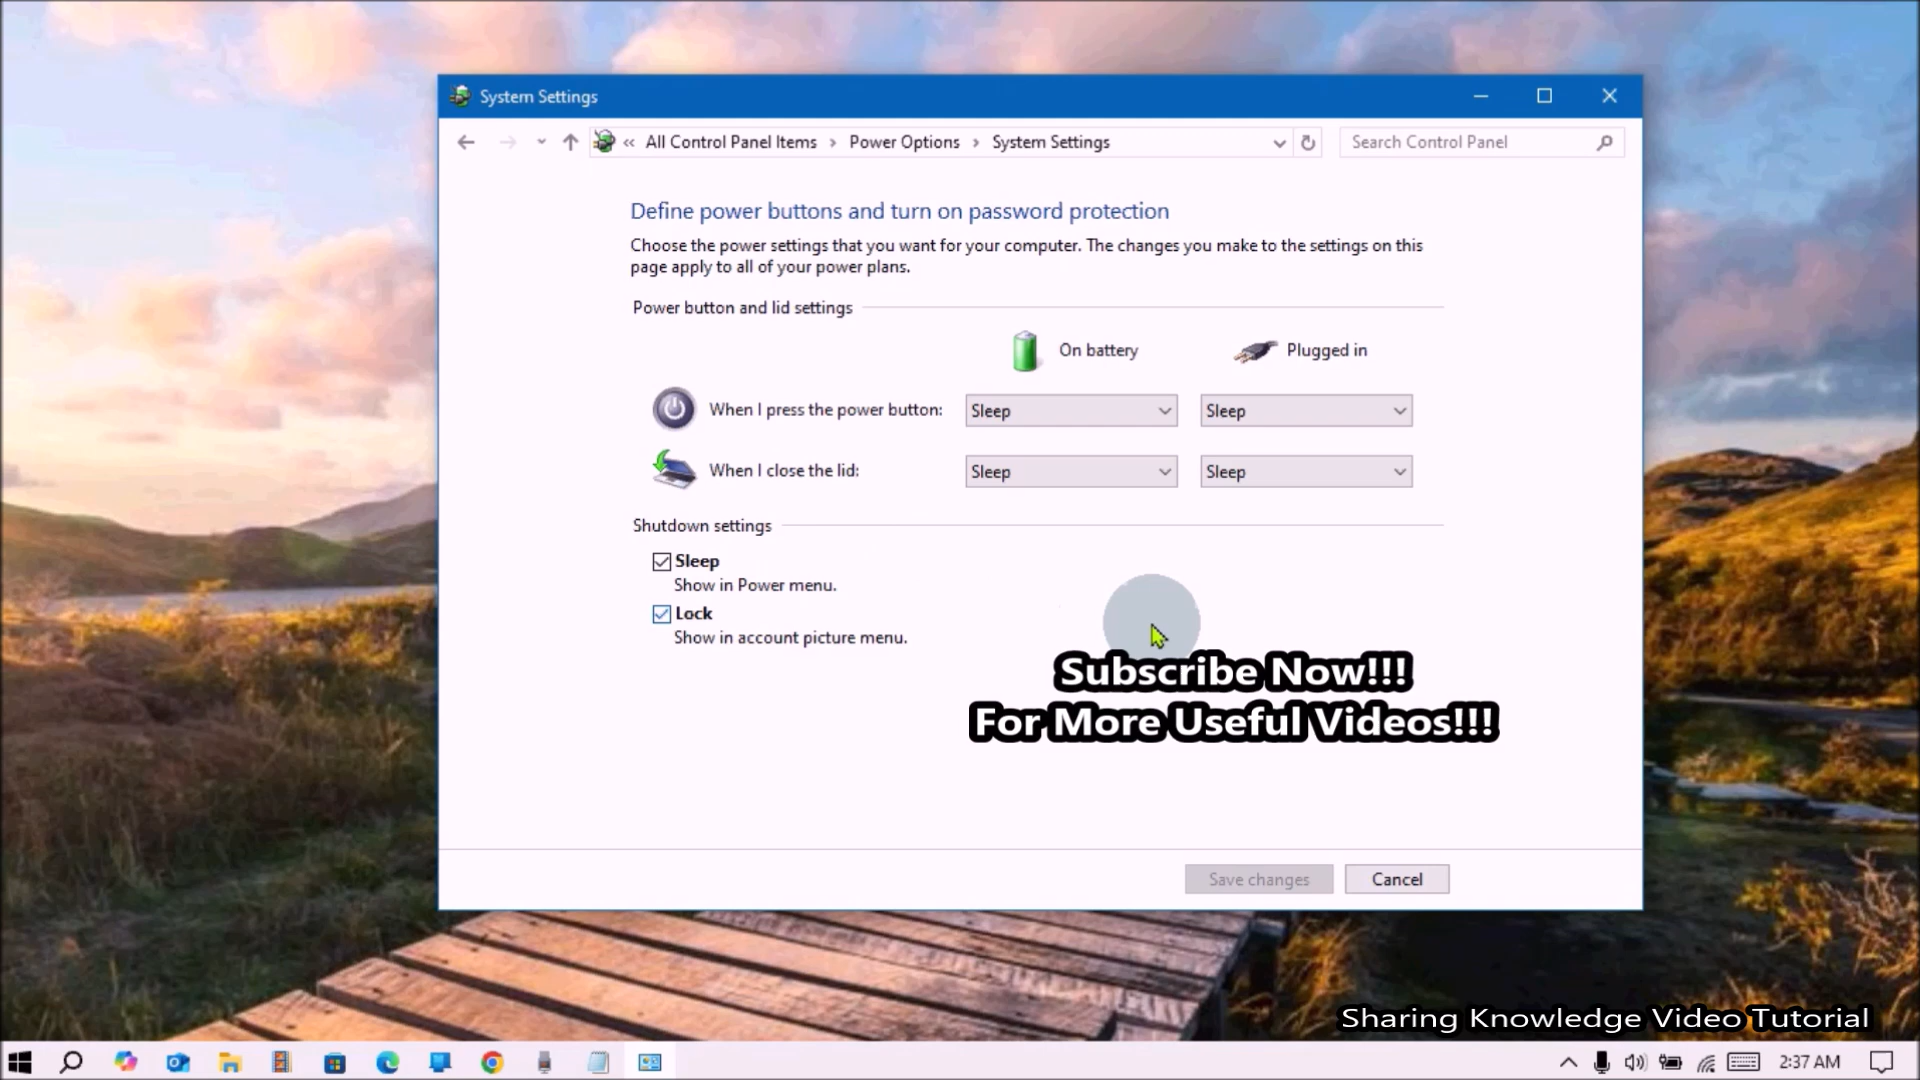 System Settings
« All Control Panel Items › Power Options › System Settings
Search Control Panel
Define power buttons and turn on password protection
Choose the power settings that you want for your computer. The changes you make to the settings on this
page apply to all of your power plans.
Power button and lid settings
On battery
Plugged in
When I press the power button: Sleep Sleep
When I close the lid: Sleep Sleep
Shutdown settings
Sleep
Show in Power menu.
Lock
Show in account picture menu.
Subscribe Now!!!
For More Useful Videos!!!
Save changes Cancel
Sharing Knowledge Video Tutorial
2:37 AM